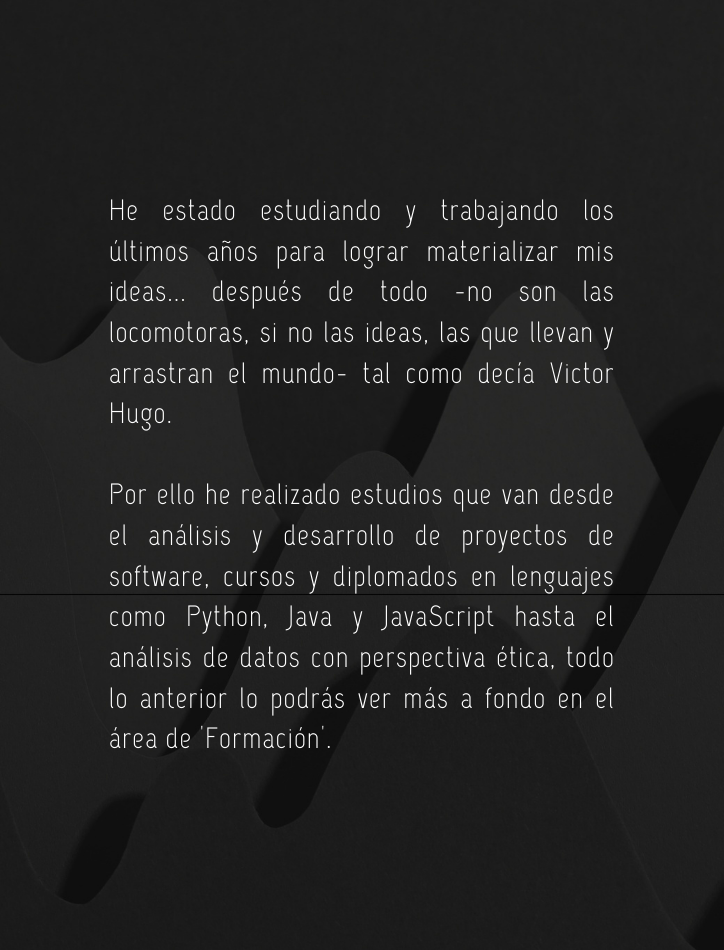 He estado estudiando y trabajando los
últimos años para lograr materializar mis
ideas... después de todo -no son las
locomotoras, si no las ideas, las que llevan y
arrastran el mundo- tal como decía Victor
Hugo.
Por ello he realizado estudios que van desde
el análisis y desarrollo de proyectos de
software, cursos y diplomados en lenguajes
como Python, Java y JavaScript hasta el
análisis de datos con perspectiva ética, todo
lo anterior lo podrás ver más a fondo en el
área de 'Formación'.